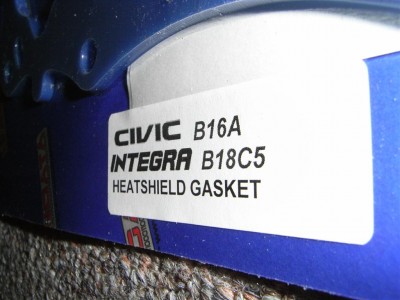 CIVIC B16A
INTEGRA B18C5
HEATSHIELD GASKET